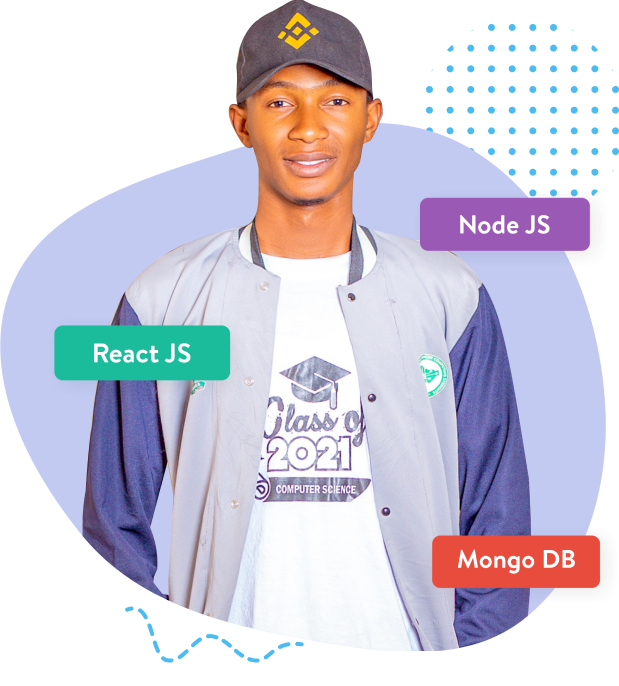 Node JS
React JS
Class of
2021
COMPUTER SCIENCE
Mongo DB